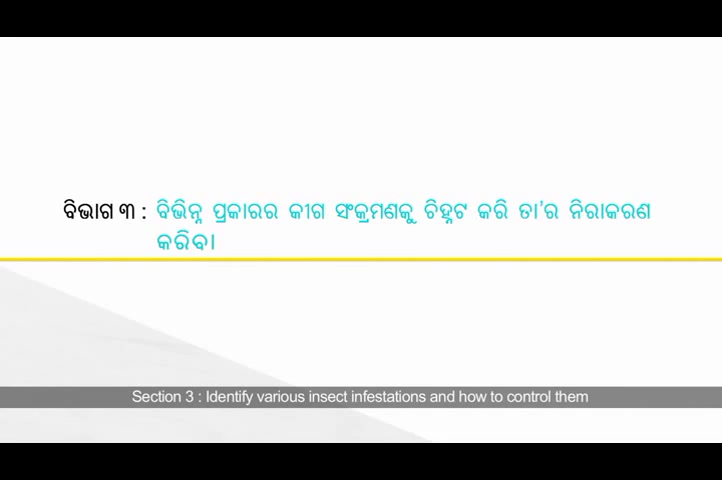 ବିଭାଗ ୩ : ବିଭିନ୍ନ ପ୍ରକାରର କୀଟ ସଂକ୍ରମଣକୁ ଚିହ୍ନଟ କରି ତା'ର ନିରାକରଣ
କରିବା
Section 3 : Identify various insect infestations and how to control them